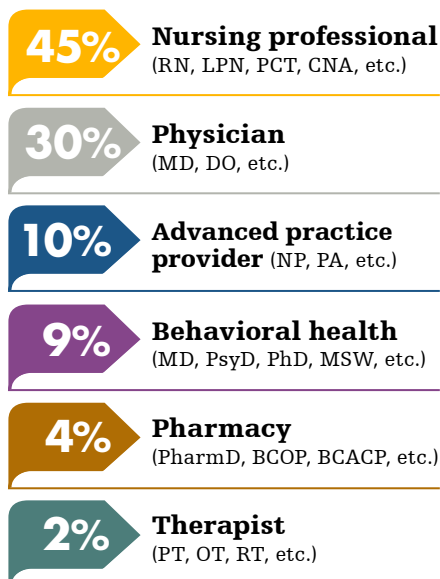 45%
Nursing professional
(RN, LPN, PCT, CNA, etc.)
30%
Physician
(MD, DO, etc.)
10%
Advanced practice
provider (NP, PA, etc.)
9%
Behavioral health
(MD, PsyD, PhD, MSW, etc.)
4%
Pharmacy
(PharmD, BCOP, BCACP, etc.)
2%
Therapist
(PT, OT, RT, etc.)